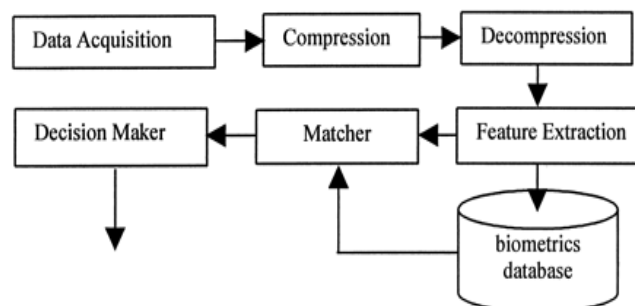 Data Acquisition
Compression
Decompression
Decision Maker
Matcher
Feature Extraction
biometrics
database